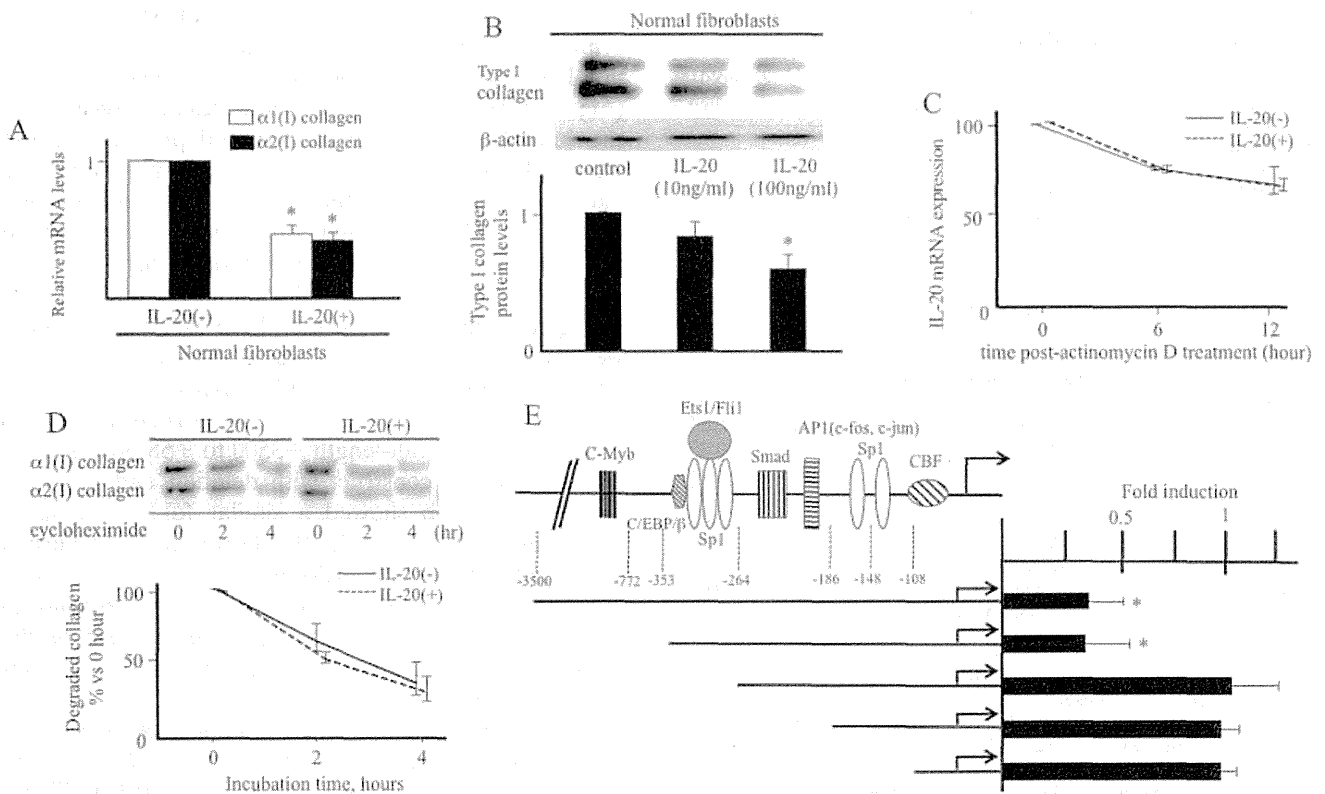 A
α1(I) collagen
α2(I) collagen
Relative mRNA levels
1
*
*
IL-20(-)
IL-20(+)
Normal fibroblasts
B
Normal fibroblasts
Type I
collagen
β-actin
control
IL-20
(10ng/ml)
IL-20
(100ng/ml)
Type I collagen
protein levels
1
0
*
C
IL-20(-)
IL-20(+)
IL-20 mRNA expression
100
50
0
0
6
12
time post-actinomycin D treatment (hour)
D
IL-20(-)
IL-20(+)
α1(I) collagen
α2(I) collagen
cycloheximide
0
2
4
0
2
4
(hr)
IL-20(-)
IL-20(+)
Degraded collagen
% vs 0 hour
100
50
0
0
2
4
Incubation time, hours
E
Ets1/Fli1
C-Myb
Smad
AP1(c-fos, c-jun)
Sp1
CBF
C/EBP/β
Sp1
-3500
-772
-353
-264
-186
-148
-108
Fold induction
0.5
1
*
*